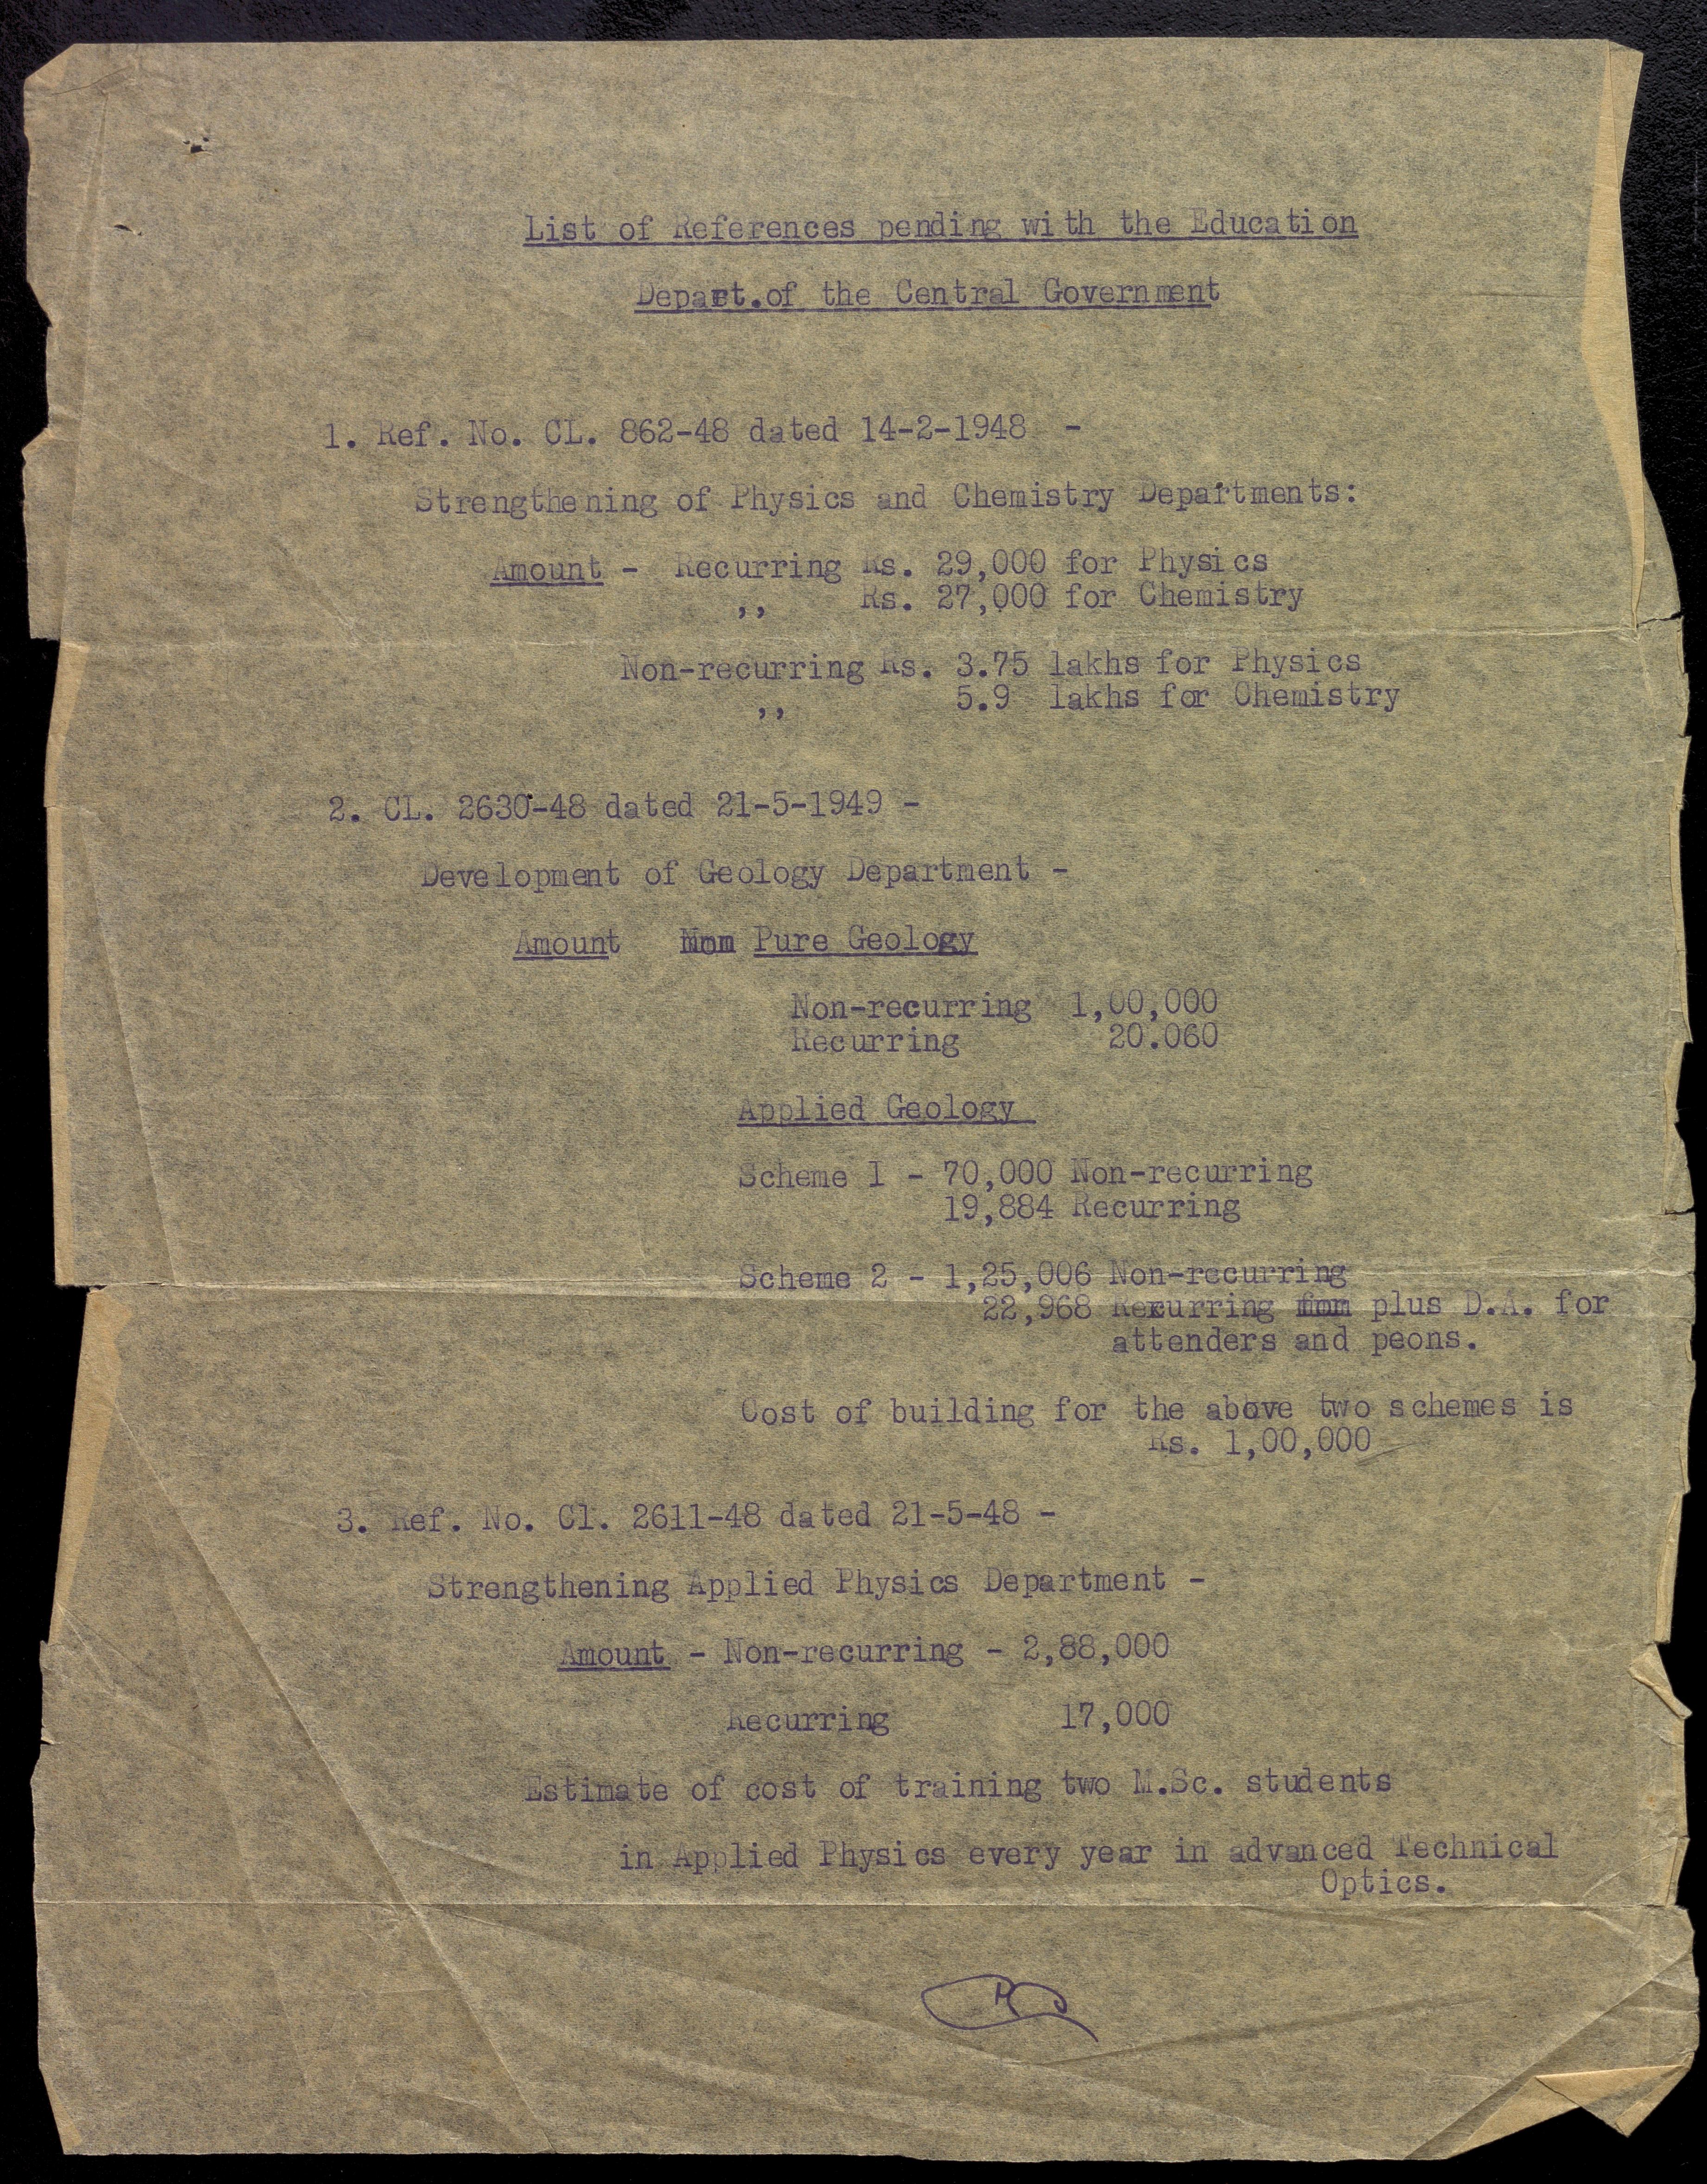 List of References pending with the Education
Depart.of the Central Government
1. Ref. No. CL. 862-48 dated 14-2-1948 -
Strengthening of Physics and Chemistry Departments:
Amount - Recurring Rs. 29,000 for Physics
,, Rs. 27,000 for Chemistry
Non-recurring Rs. 3.75 lakhs for Physics
,, 5.9 lakhs for Chemistry
2. CL. 2630-48 dated 21-5-1949 -
Development of Geology Department -
Amount Pure Geology
Non-recurring 1,00,000
Recurring 20.060
Applied Geology
Scheme I - 70,000 Non-recurring
19,884 Recurring
Scheme 2 - 1,25,006 Non-recurring
22,968 Recurring plus D.A. for
attenders and peons.
Cost of building for the above two schemes is
Rs. 1,00,000
3. Ref. No. Cl. 2611-48 dated 21-5-48 -
Strengthening Applied Physics Department -
Amount - Non-recurring - 2,88,000
Recurring 17,000
Estimate of cost of training two M.Sc. students
in Applied Physics every year in advanced Technical
Optics.